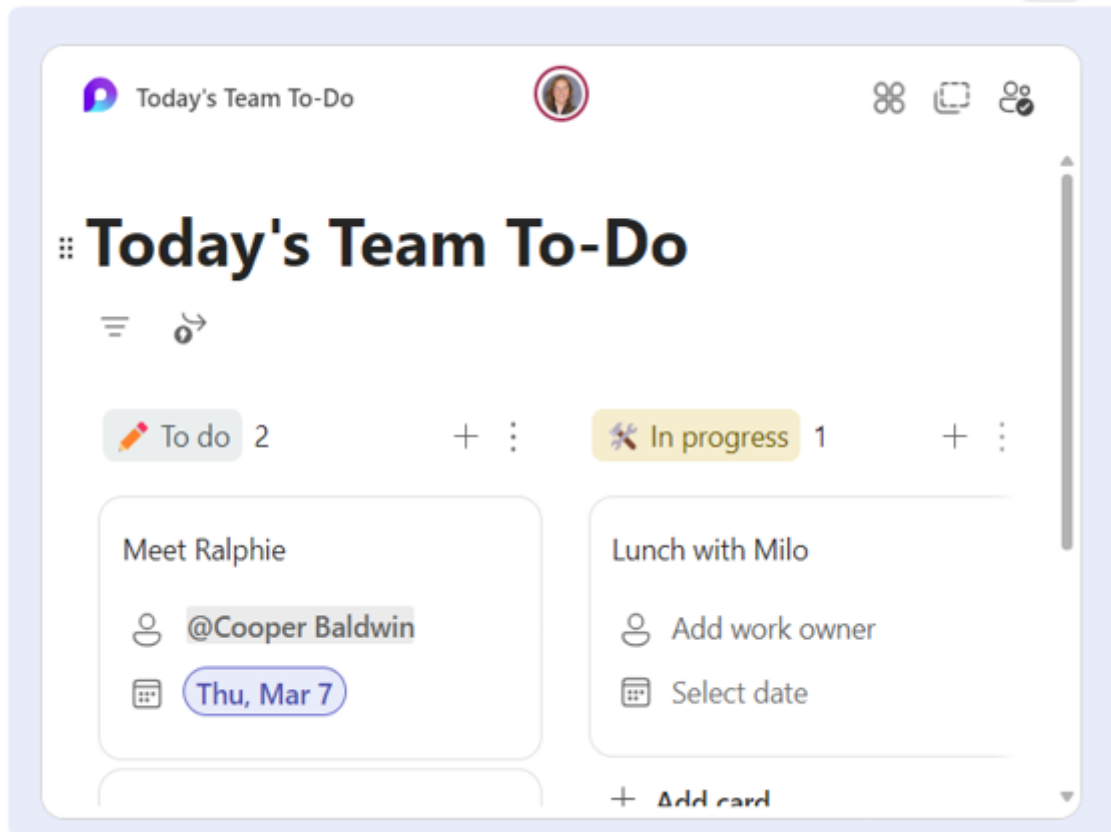 Today's Team To-Do
Today's Team To-Do
To do 2
In progress 1
Meet Ralphie
@Cooper Baldwin
Thu, Mar 7
Lunch with Milo
Add work owner
Select date
Add card